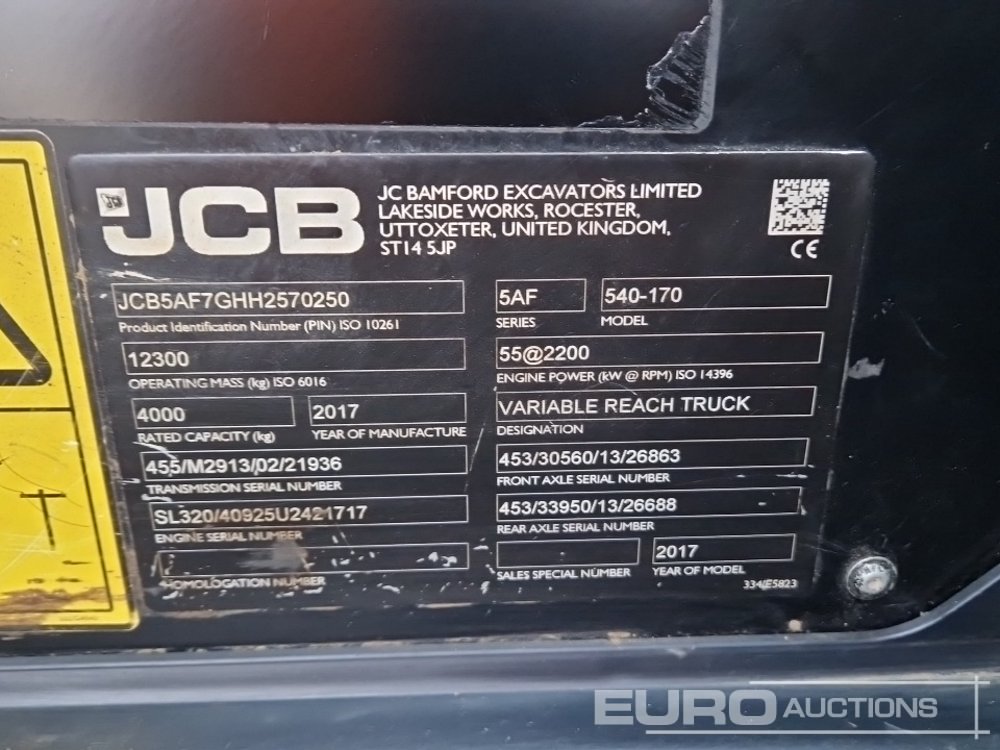 JCB
JC BAMFORD EXCAVATORS LIMITED
LAKESIDE WORKS, ROCESTER,
UTTOXETER, UNITED KINGDOM,
ST14 5JP
CE
JCB5AF7GHH2570250
Product Identification Number (PIN) ISO 10261
5AF
SERIES
540-170
MODEL
12300
OPERATING MASS (kg) ISO 6016
55@2200
ENGINE POWER (kW @ RPM) ISO 14396
4000
RATED CAPACITY (kg)
2017
YEAR OF MANUFACTURE
VARIABLE REACH TRUCK
DESIGNATION
455/M2913/02/21936
TRANSMISSION SERIAL NUMBER
453/30560/13/26863
FRONT AXLE SERIAL NUMBER
SL320/40925U2421717
ENGINE SERIAL NUMBER
453/33950/13/26688
REAR AXLE SERIAL NUMBER
HOMOLOGATION NUMBER
SALES SPECIAL NUMBER
2017
YEAR OF MODEL
334/E5823
EURO AUCTIONS